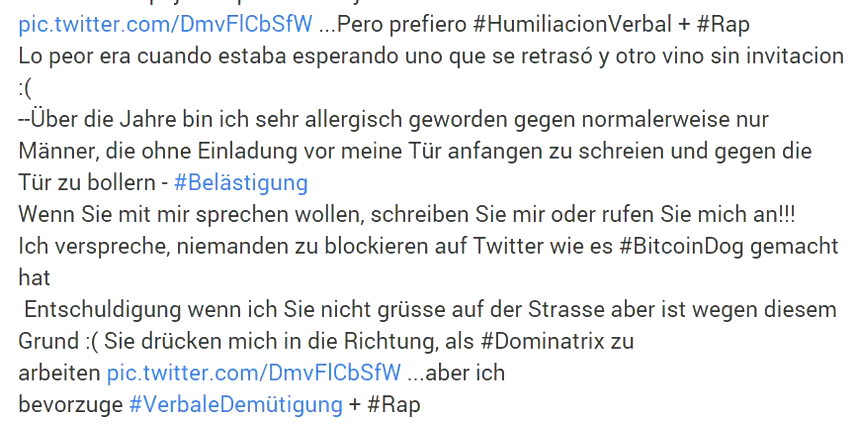 pic.twitter.com/DmvFlCbSfW ...Pero prefiero #HumiliacionVerbal + #Rap
Lo peor era cuando estaba esperando uno que se retrasó y otro vino sin invitacion
:(
--Über die Jahre bin ich sehr allergisch geworden gegen normalerweise nur
Männer, die ohne Einladung vor meine Tür anfangen zu schreien und gegen die
Tür zu bollern - #Belästigung
Wenn Sie mit mir sprechen wollen, schreiben Sie mir oder rufen Sie mich an!!!
Ich verspreche, niemanden zu blockieren auf Twitter wie es #BitcoinDog gemacht
hat
Entschuldigung wenn ich Sie nicht grüsse auf der Strasse aber ist wegen diesem
Grund :( Sie drücken mich in die Richtung, als #Dominatrix zu
arbeiten pic.twitter.com/DmvFlCbSfW ...aber ich
bevorzuge #VerbaleDemütigung + #Rap